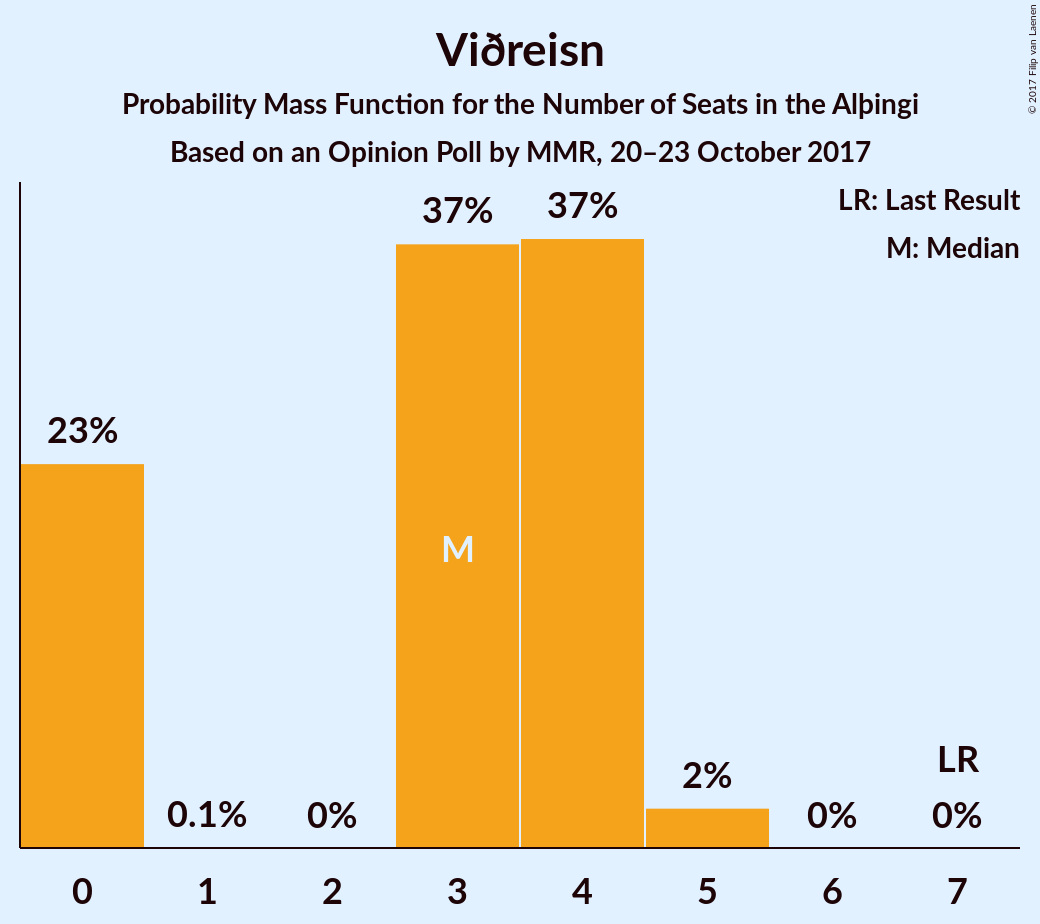 Viðreisn
Probability Mass Function for the Number of Seats in the Alþingi
Based on an Opinion Poll by MMR, 20–23 October 2017
© 2017 Filip van Laenen
LR: Last Result
M: Median
37%
37%
23%
M
LR
2%
0.1%
0%
0%
0%
0 1 2 3 4 5 6 7